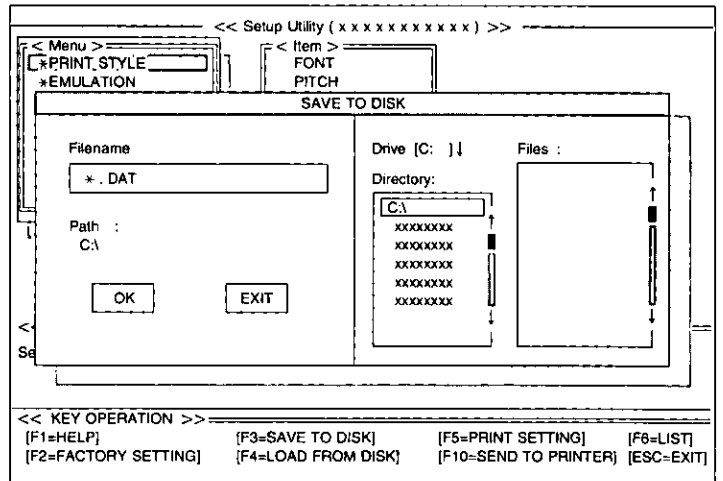 << Setup Utility ( x x x x x x x x x x x ) >>
< Menu >
< Item >
*PRINT STYLE
FONT
*EMULATION
PITCH
SAVE TO DISK
Filename
Drive [C: ]↓
Files :
* . DAT
Directory:
C:\
Path :
C:\
xxxxxxxx
xxxxxxxx
xxxxxxxx
xxxxxxxx
xxxxxxxx
OK
EXIT
<<
Se
<< KEY OPERATION >>
[F1=HELP]
[F3=SAVE TO DISK]
[F5=PRINT SETTING]
[F6=LIST]
[F2=FACTORY SETTING]
[F4=LOAD FROM DISK]
[F10=SEND TO PRINTER]
[ESC=EXIT]